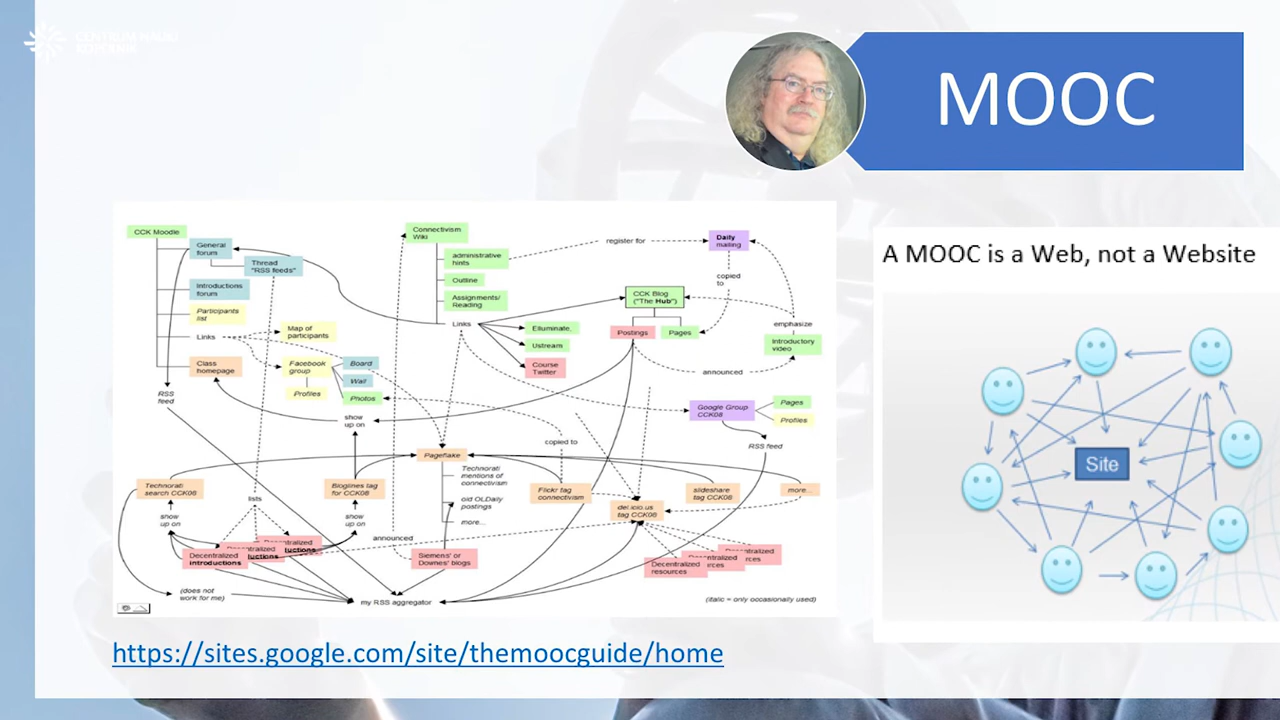 CENTRUM NAUKI
KOPERNIK
MOOC
CCK Moodle
General
forum
Thread
"RSS feeds"
Introductions
forum
Participants
list
Links
Map of
participants
Class
homepage
Facebook
group
Profiles
Board
Wall
Photos
RSS
feed
show
up on
Connectivism
Wiki
administrative
hints
Outline
Assignments/
Reading
Links
Elluminate,
Ustream
Course
Twitter
register for
Daily
mailing
copied
to
CCK Blog
("The Hub")
Postings
Pages
emphasize
Introductory
video
announced
Google Group
CCK08
Pages
Profiles
RSS feed
copied to
Pageflake
Technorati
mentions of
connectivism
old OLDaily
postings
more...
Technorati
search CCK08
show
up on
lists
Bloglines tag
for CCK08
show
up on
announced
Flickr tag
connectivism
del.icio.us
tag CCK08
slideshare
tag CCK08
more...
Decentralized
introductions
Siemens' or
Downes' blogs
Decentralized
resources
(does not
work for me)
my RSS aggregator
(italic = only occasionally used)
A MOOC is a Web, not a Website
Site
https://sites.google.com/site/themoocguide/home